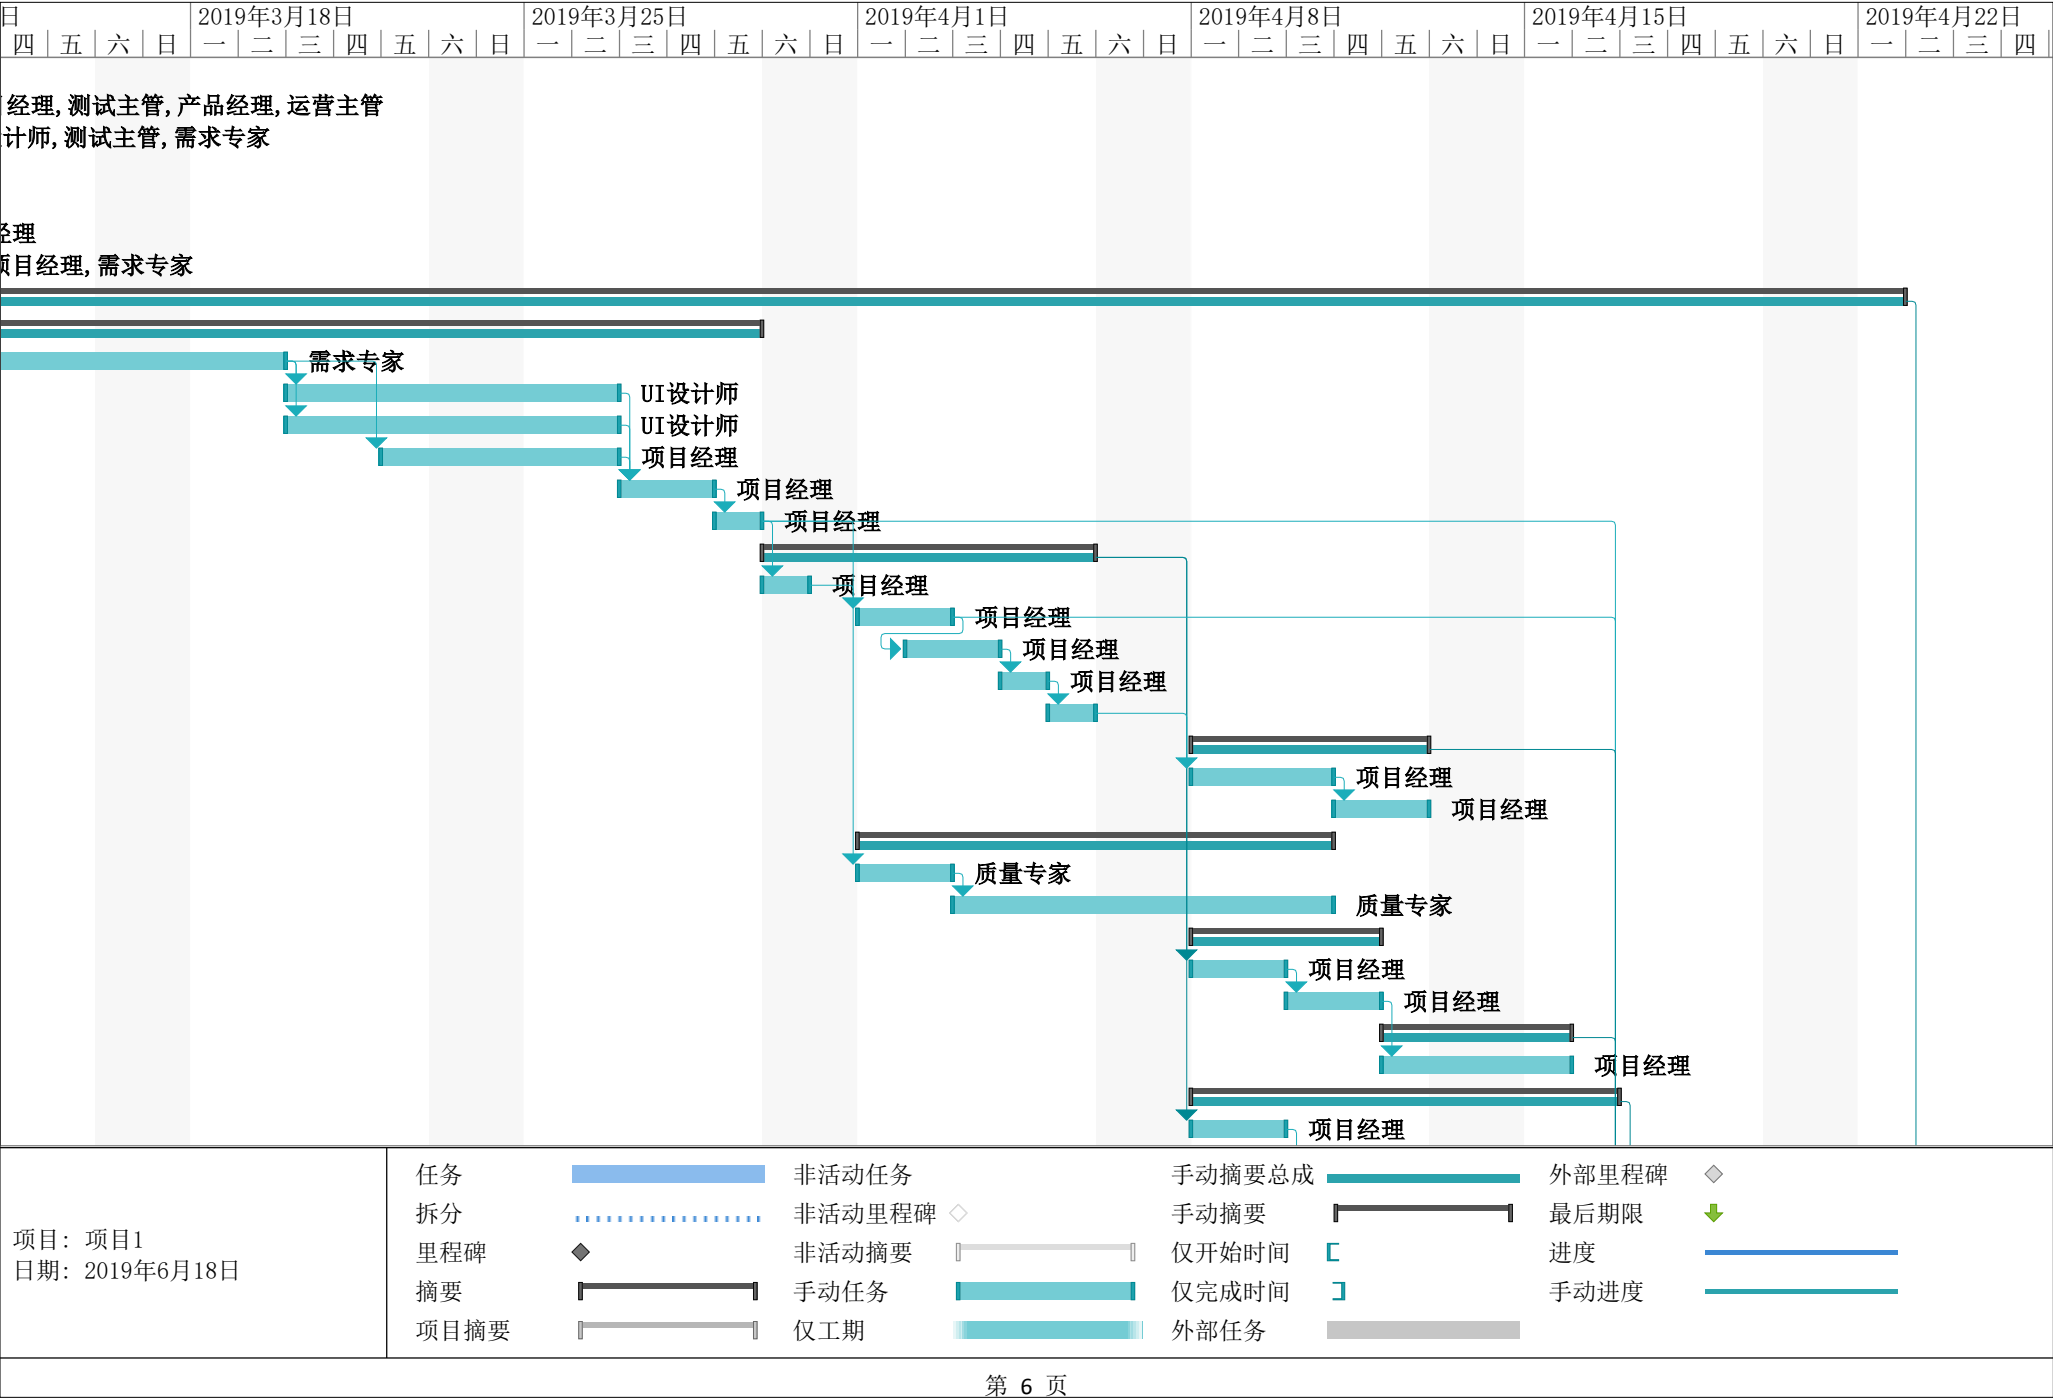 日 2019年3月18日 2019年3月25日 2019年4月1日 2019年4月8日 2019年4月15日 2019年4月22日
四 五 六 日 一 二 三 四 五 六 日 一 二 三 四 五 六 日 一 二 三 四 五 六 日 一 二 三 四 五 六 日 一 二 三 四 五 六 日 一 二 三 四
经理,测试主管,产品经理,运营主管
计师,测试主管,需求专家
经理
项目经理,需求专家
需求专家
UI设计师
UI设计师
项目经理
项目经理
项目经理
项目经理
项目经理
项目经理
项目经理
项目经理
项目经理
质量专家
质量专家
项目经理
项目经理
项目经理
项目经理
项目: 项目1
日期: 2019年6月18日
任务
拆分
里程碑
摘要
项目摘要
非活动任务
非活动里程碑
非活动摘要
手动任务
仅工期
手动摘要总成
手动摘要
仅开始时间
仅完成时间
外部任务
外部里程碑
最后期限
进度
手动进度
第 6 页